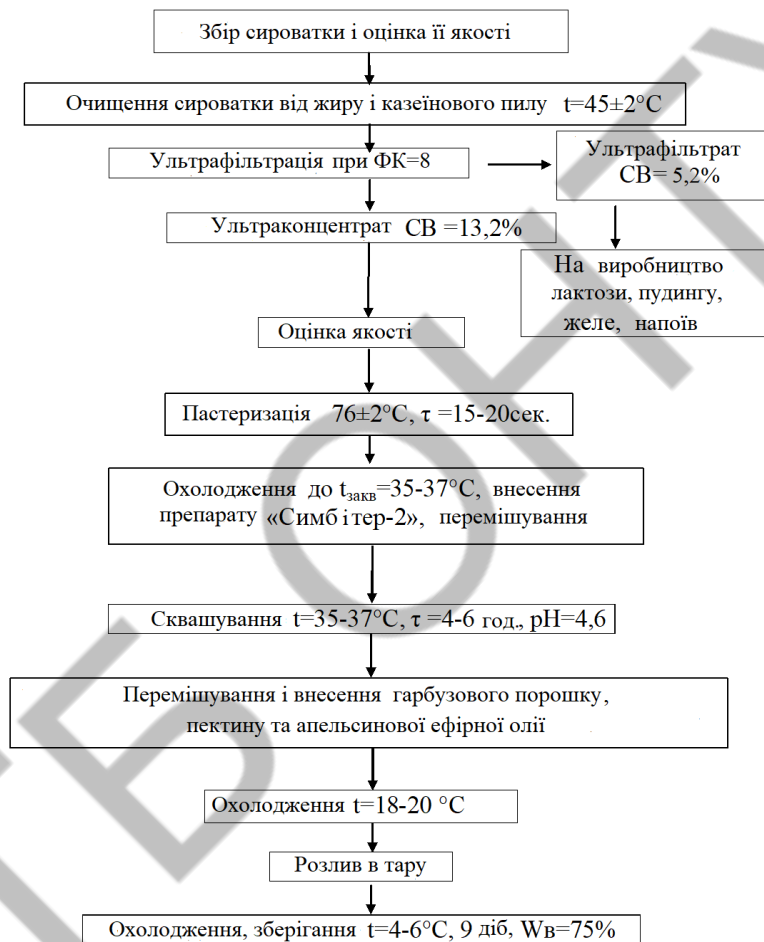 Збір сироватки і оцінка її якості
Очищення сироватки від жиру і казеїнового пилу t=45±2°C
Ультрафільтрація при ФК=8
Ультрафільтрат
СВ= 5,2%
Ультраконцентрат СВ =13,2%
На виробництво
лактози, пудингу,
желе, напоїв
Оцінка якості
Пастеризація 76±2°C, τ =15-20сек.
Охолодження до tзакв=35-37°C, внесення
препарату «Симбітер-2», перемішування
Сквашування t=35-37°C, τ =4-6 год., pH=4,6
Перемішування і внесення гарбузового порошку,
пектину та апельсинової ефірної олії
Охолодження t=18-20 °C
Розлив в тару
Охолодження, зберігання t=4-6°C, 9 діб, Wв=75%